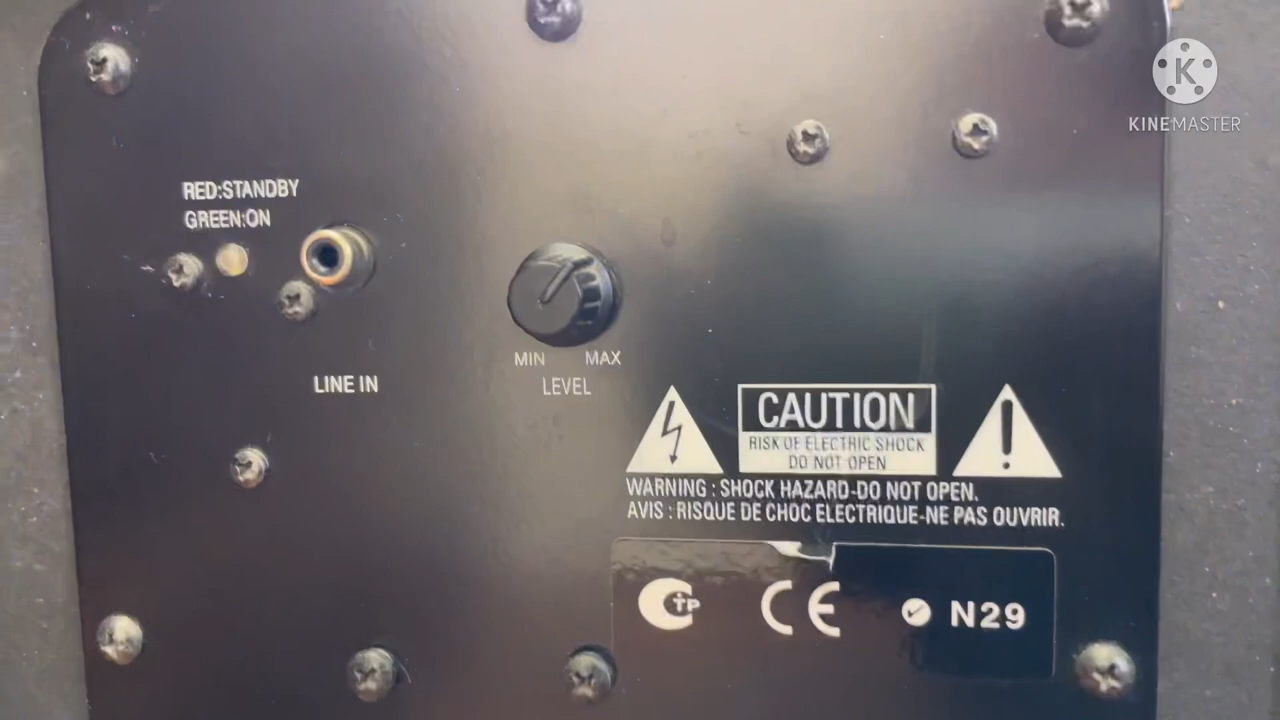 K
KINEMASTER
RED:STANDBY
GREEN:ON
LINE IN
MIN MAX
LEVEL
CAUTION
RISK OF ELECTRIC SHOCK
DO NOT OPEN
WARNING : SHOCK HAZARD-DO NOT OPEN.
AVIS : RISQUE DE CHOC ELECTRIQUE-NE PAS OUVRIR.
CE N29